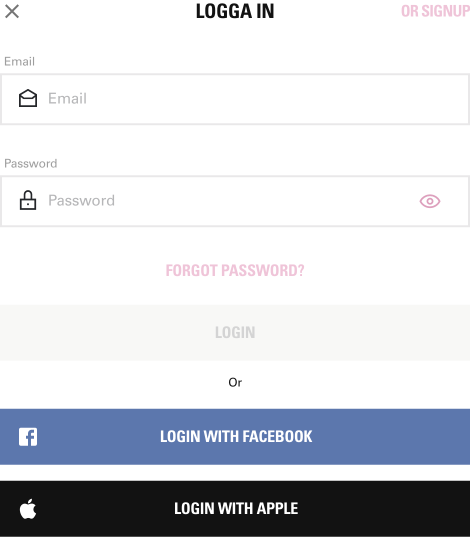 LOGGA IN
OR SIGNUP
Email
Email
Password
Password
FORGOT PASSWORD?
LOGIN
Or
LOGIN WITH FACEBOOK
LOGIN WITH APPLE